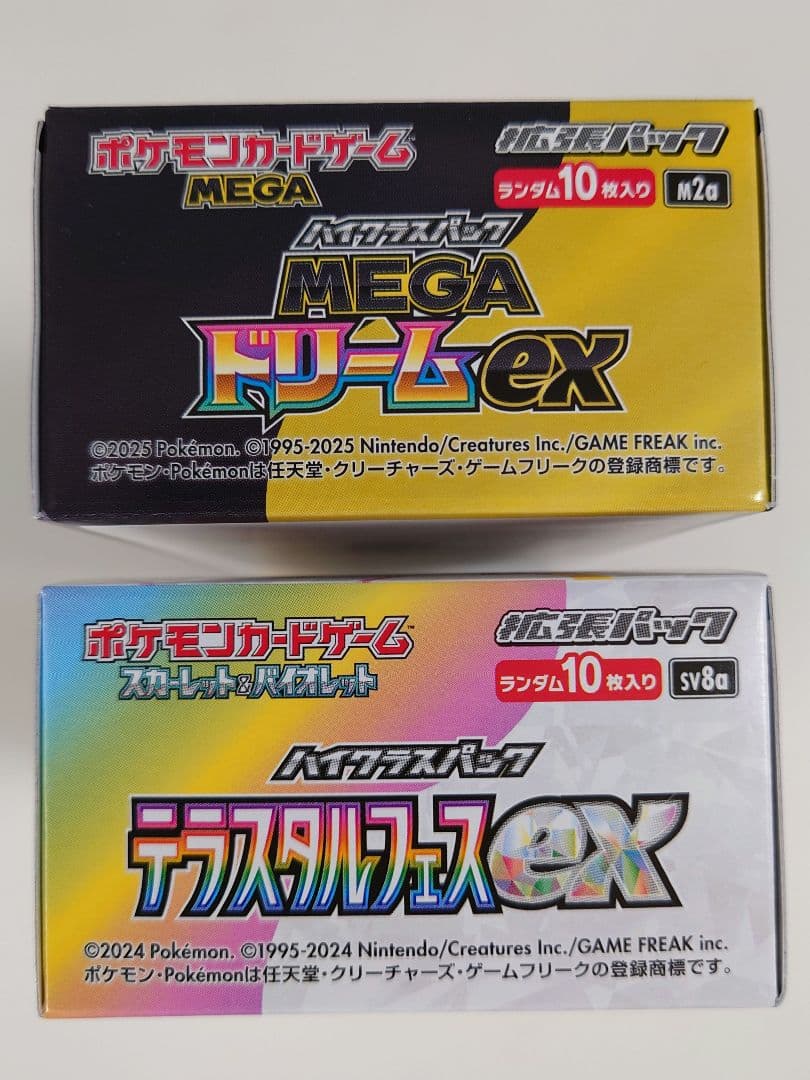 ポケモンカードゲーム
MEGA
拡張パック
ランダム10枚入り M2a
ハイクラスパック
MEGA
ドリームex
©2025 Pokémon. ©1995-2025 Nintendo/Creatures Inc./GAME FREAK inc.
ポケモン・Pokémonは任天堂・クリーチャーズ・ゲームフリークの登録商標です。
ポケモンカードゲーム™
スカーレット&バイオレット
拡張パック
ランダム10枚入り SV8a
ハイクラスパック
テラスタルフェスex
©2024 Pokémon. ©1995-2024 Nintendo/Creatures Inc./GAME FREAK inc.
ポケモン・Pokémonは任天堂・クリーチャーズ・ゲームフリークの登録商標です。